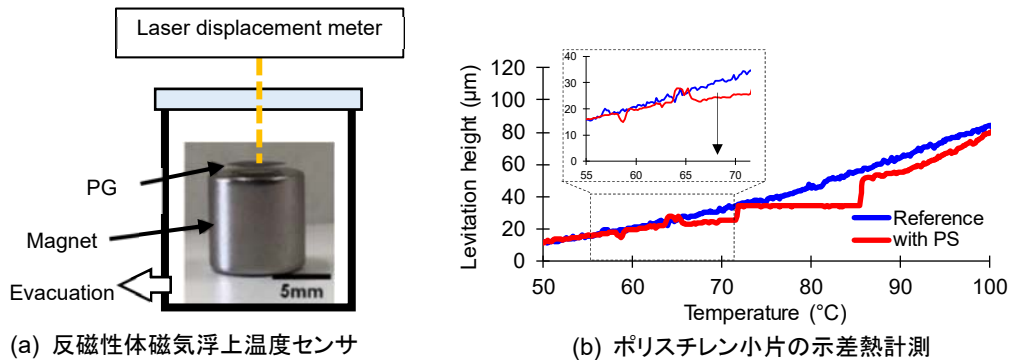 Laser displacement meter
PG
Magnet
Evacuation
5mm
(a) 反磁性体磁気浮上温度センサ
Levitation height (μm)
120
100
80
60
40
20
0
50
60
70
80
90
100
Temperature (°C)
40
30
20
10
0
55
60
65
70
Reference
with PS
(b) ポリスチレン小片の示差熱計測